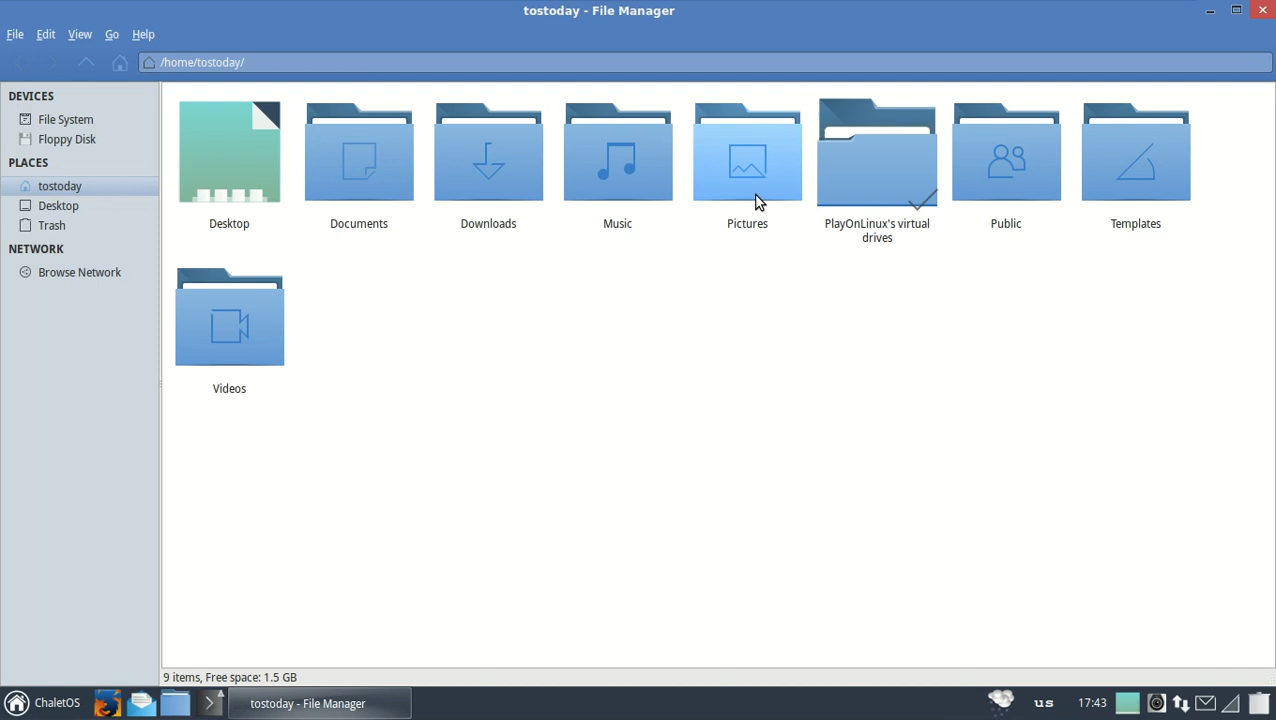 tostoday - File Manager
File Edit View Go Help
/home/tostoday/
DEVICES
File System
Floppy Disk
PLACES
tostoday
Desktop
Trash
NETWORK
Browse Network
Desktop Documents Downloads Music Pictures PlayOnLinux's virtual drives Public Templates
Videos
9 items, Free space: 1.5 GB
ChaletOS tostoday - File Manager us 17:43